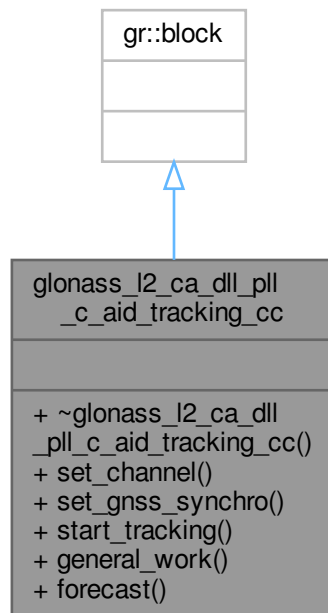 gr::block
glonass_l2_ca_dll_pll
_c_aid_tracking_cc
+ ~glonass_l2_ca_dll
_pll_c_aid_tracking_cc()
+ set_channel()
+ set_gnss_synchro()
+ start_tracking()
+ general_work()
+ forecast()